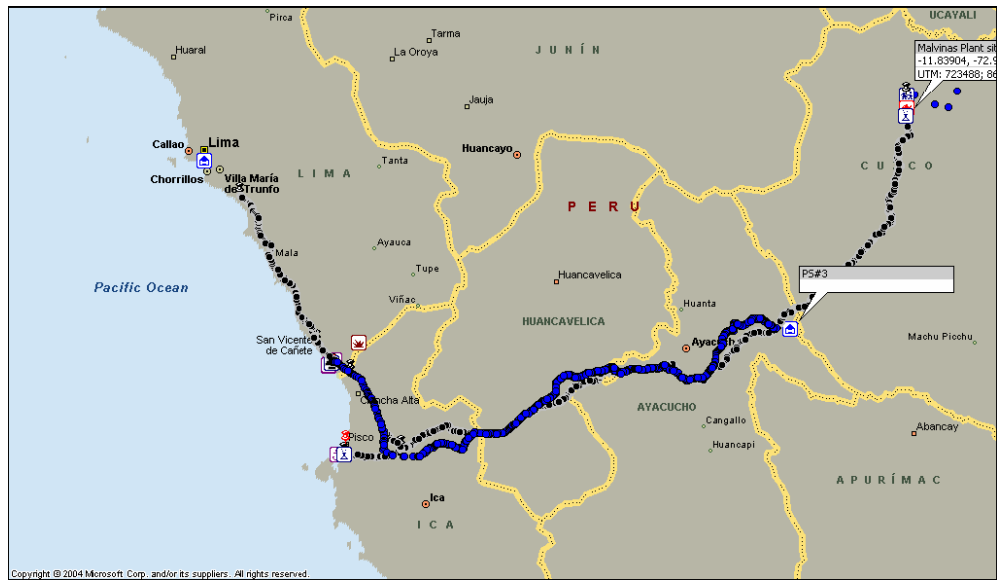 UCAYALI
Pirca
Tarma
Huaral
La Oroya
JUNÍN
Malvinas Plant sit
-11.83904, -72.9
UTM: 723488; 86
Jauja
Callao
Lima
Huancayo
Tanta
CUSCO
Chorrillos
Villa María
de Trunfo
LIMA
PERU
Ayauca
Mala
Tupe
Huancavelica
PS#3
Pacific Ocean
Viñac
Huanta
HUANCAVELICA
San Vicente
de Cañete
Machu Picchu
Ayacuch
Chincha Alta
AYACUCHO
Cangallo
Abancay
Pisco
Huancapi
APURÍMAC
Ica
ICA
Copyright © 2004 Microsoft Corp. and/or its suppliers. All rights reserved.